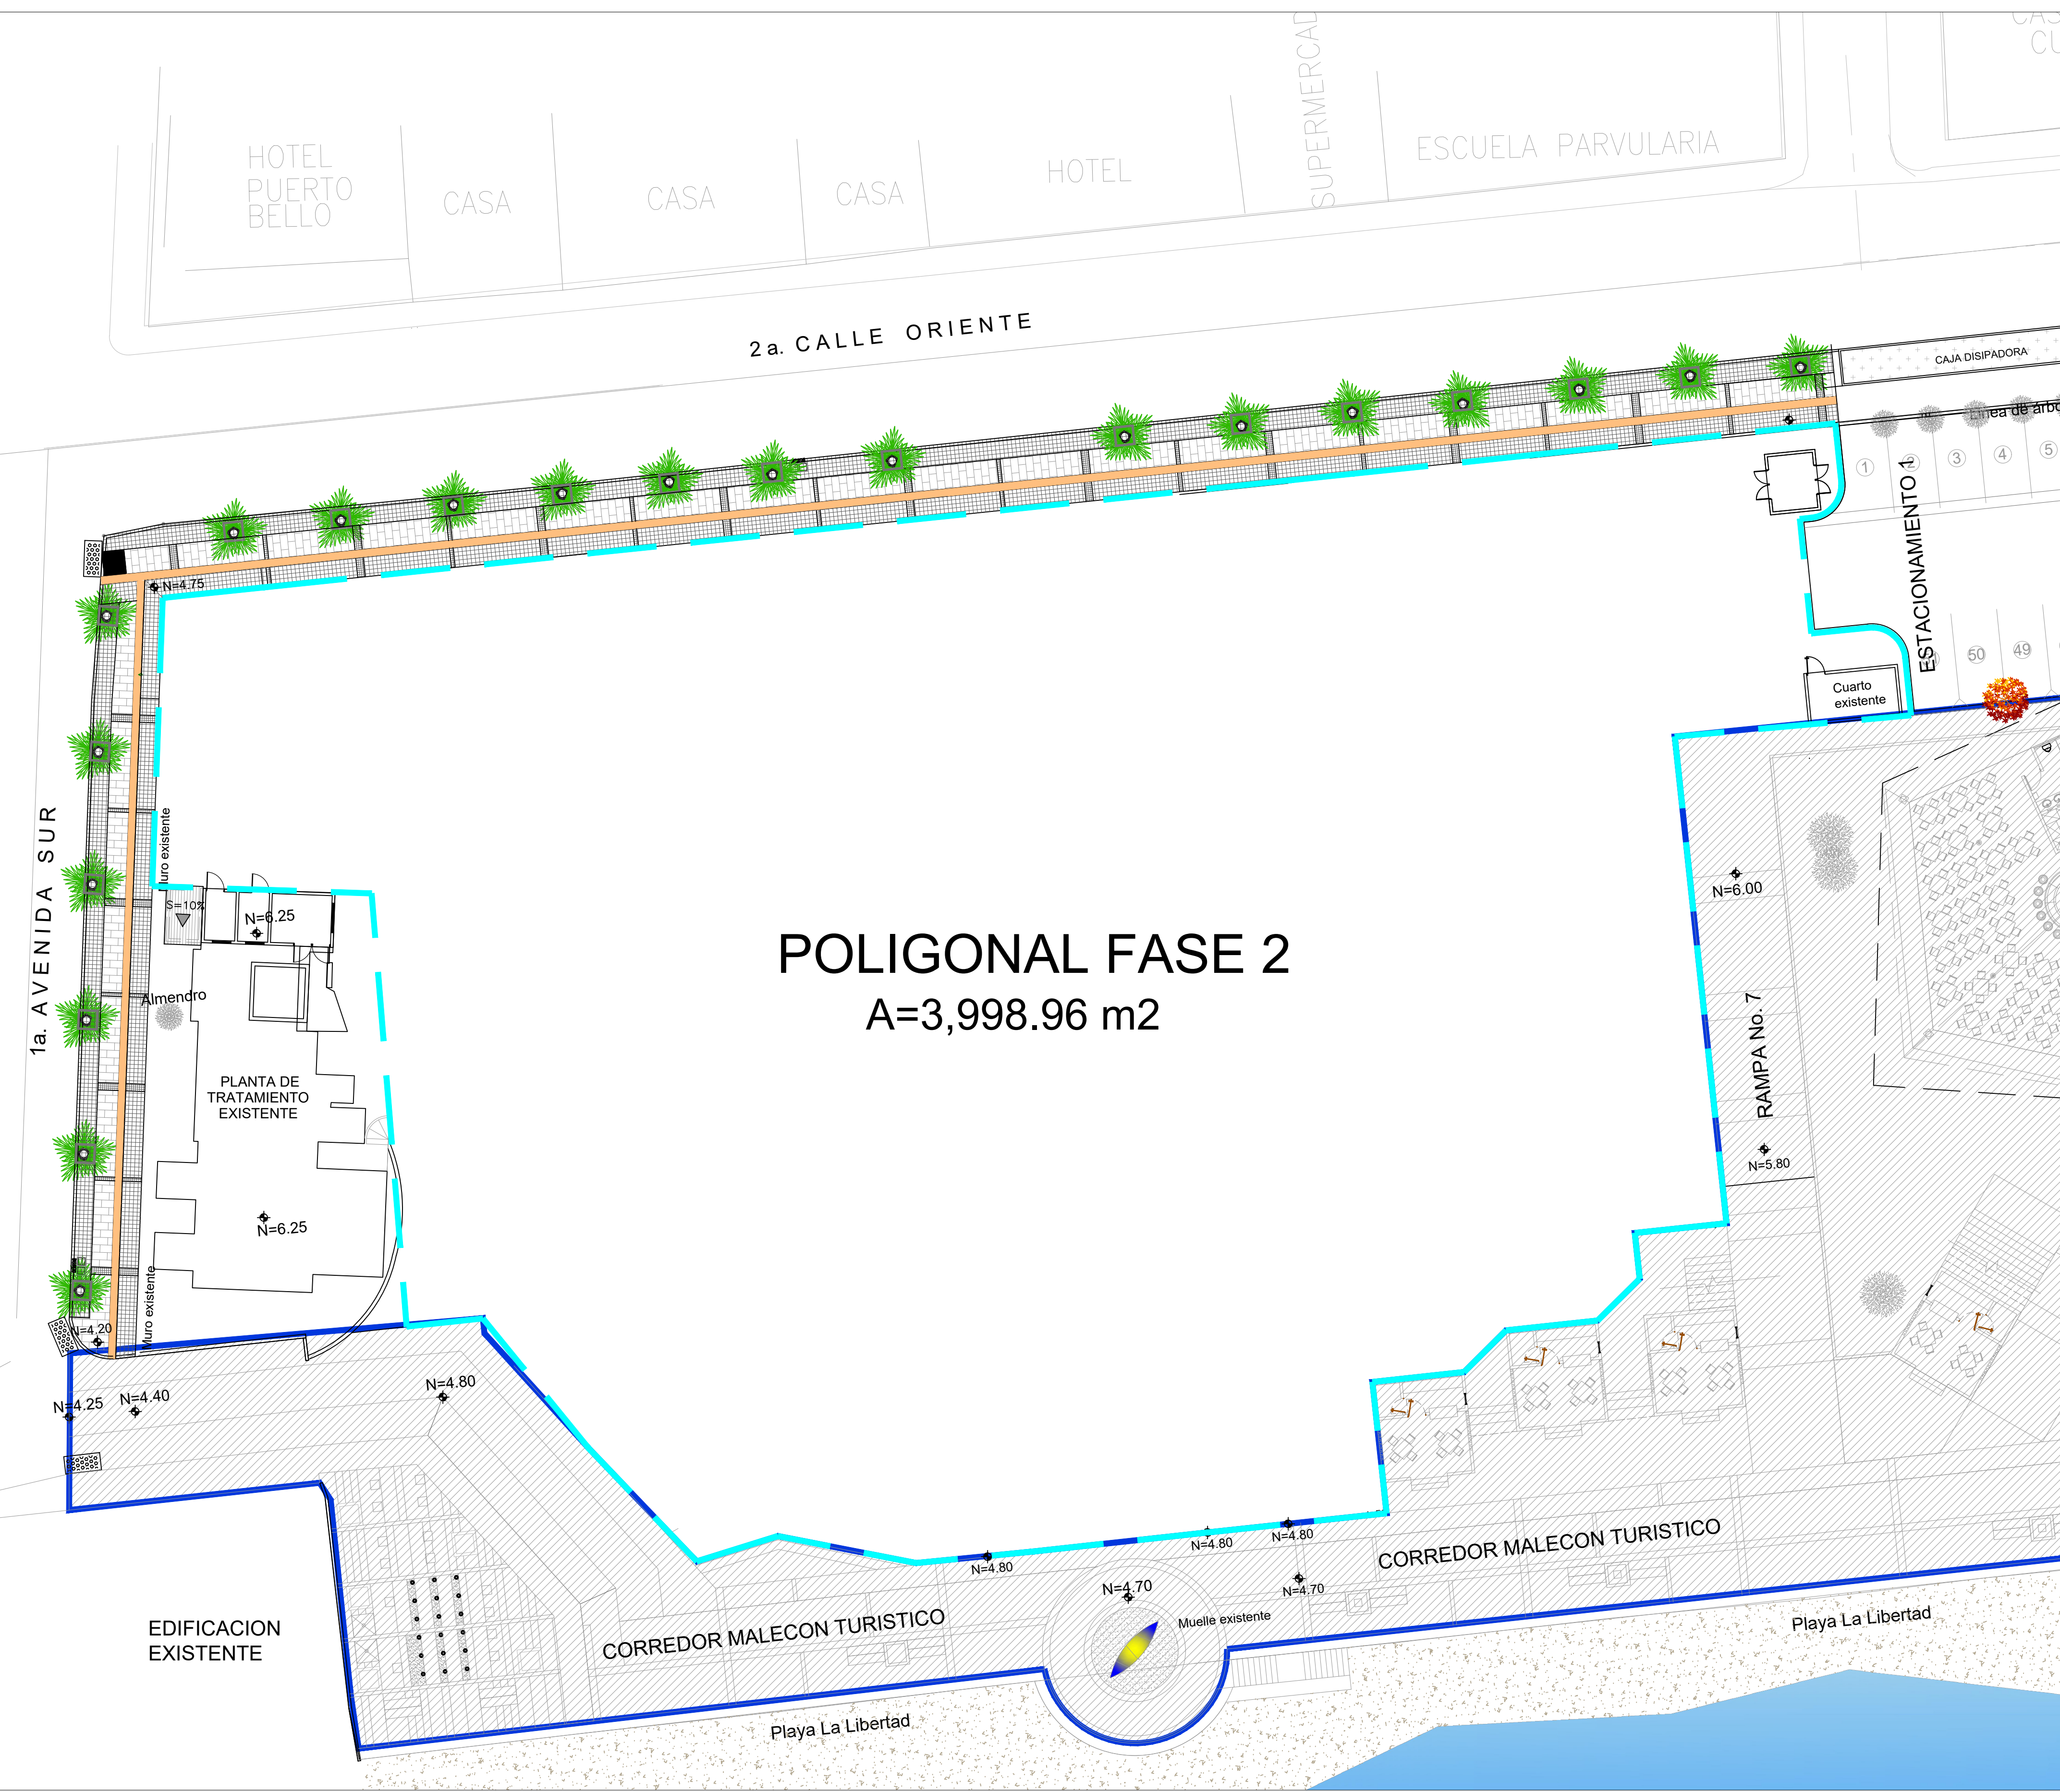 HOTEL
PUERTO
BELLO
CASA
CASA
CASA
HOTEL
ESCUELA PARVULARIA
2a. CALLE ORIENTE
CAJA DISIPADORA
1
2
3
4
5
ESTACIONAMIENTO 1
50
49
Cuarto
existente
N=4.75
1a. AVENIDA SUR
S=10%
N=6.25
Almendro
PLANTA DE
TRATAMIENTO
EXISTENTE
N=6.25
Muro existente
POLIGONAL FASE 2
A=3,998.96 m2
N=6.00
RAMPA No. 7
N=5.80
N=4.20
N=4.25
N=4.40
N=4.80
N=4.80
N=4.80
N=4.80
N=4.70
N=4.70
Muelle existente
CORREDOR MALECON TURISTICO
CORREDOR MALECON TURISTICO
EDIFICACION
EXISTENTE
Playa La Libertad
Playa La Libertad